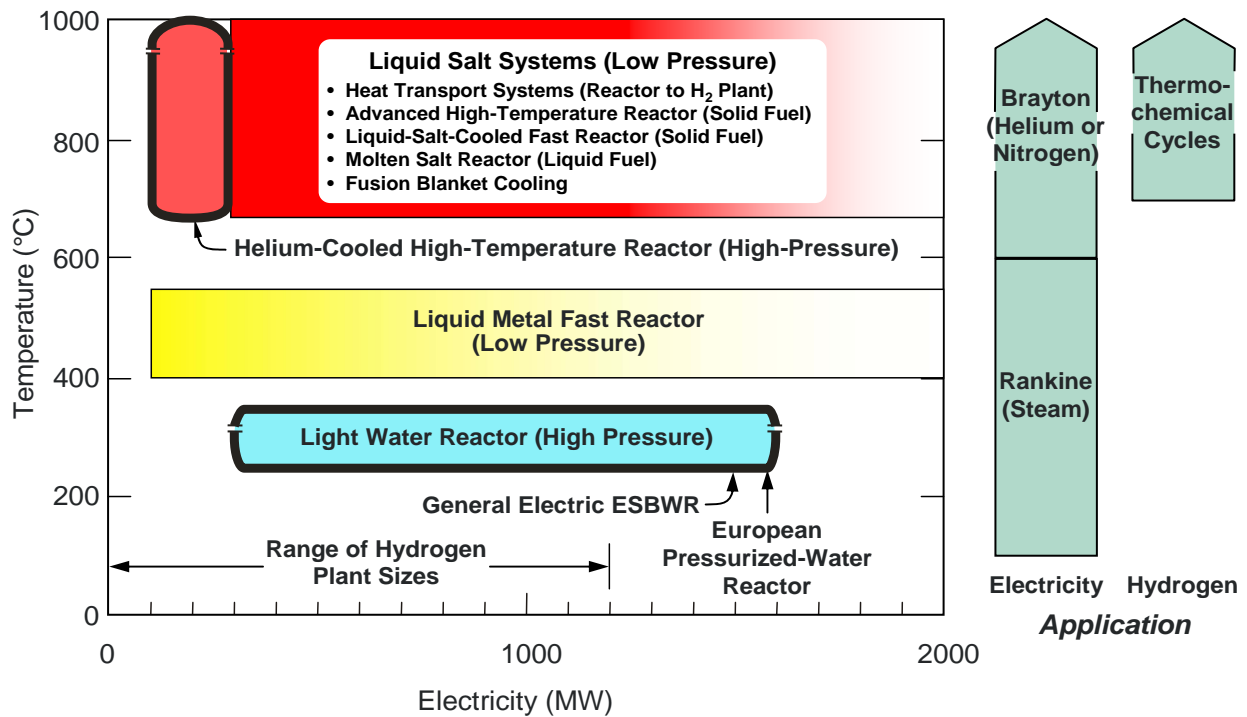 1000
800
600
400
200
0
Temperature (°C)
Liquid Salt Systems (Low Pressure)
• Heat Transport Systems (Reactor to H2 Plant)
• Advanced High-Temperature Reactor (Solid Fuel)
• Liquid-Salt-Cooled Fast Reactor (Solid Fuel)
• Molten Salt Reactor (Liquid Fuel)
• Fusion Blanket Cooling
Helium-Cooled High-Temperature Reactor (High-Pressure)
Liquid Metal Fast Reactor
(Low Pressure)
Light Water Reactor (High Pressure)
General Electric ESBWR
European
Pressurized-Water
Reactor
Range of Hydrogen
Plant Sizes
0
1000
2000
Electricity (MW)
Brayton
(Helium or
Nitrogen)
Rankine
(Steam)
Thermo-
chemical
Cycles
Electricity
Hydrogen
Application